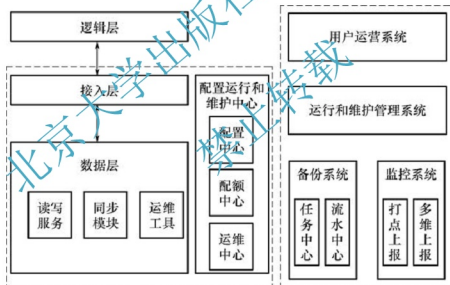 逻辑层
接入层
数据层
读写
服务
同步
模块
运维
工具
配置运行和
维护中心
配置
中心
配额
中心
运维
中心
用户运营系统
运行和维护管理系统
备份系统
任务中心
流水中心
监控系统
打点上报
多维上报
北京大学出版社
禁止转载